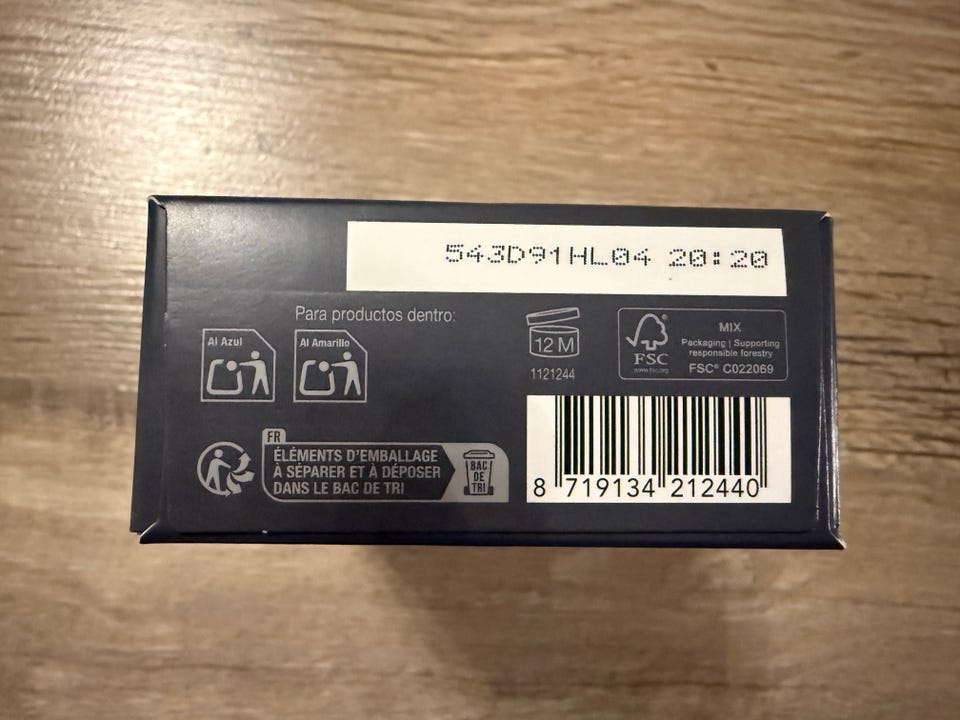 543D91HL04 20:20
Para productos dentro:
Al Azul
Al Amarillo
12 M
1121244
FSC
www.fsc.org
MIX
Packaging | Supporting
responsible forestry
FSC® C022069
FR
ÉLÉMENTS D'EMBALLAGE
À SÉPARER ET À DÉPOSER
DANS LE BAC DE TRI
BAC
DE
TRI
8 719134 212440